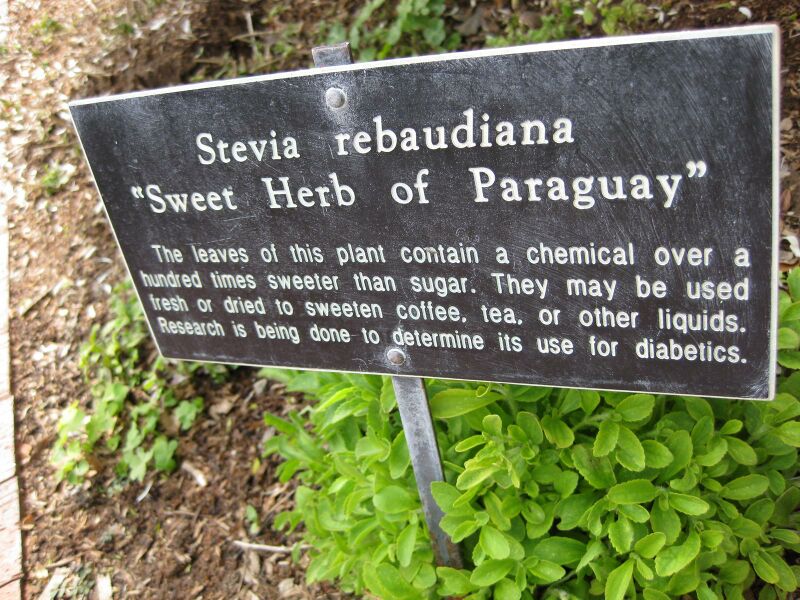 Stevia rebaudiana
“Sweet Herb of Paraguay”
The leaves of this plant contain a chemical over a
hundred times sweeter than sugar. They may be used
fresh or dried to sweeten coffee, tea, or other liquids.
Research is being done to determine its use for diabetics.